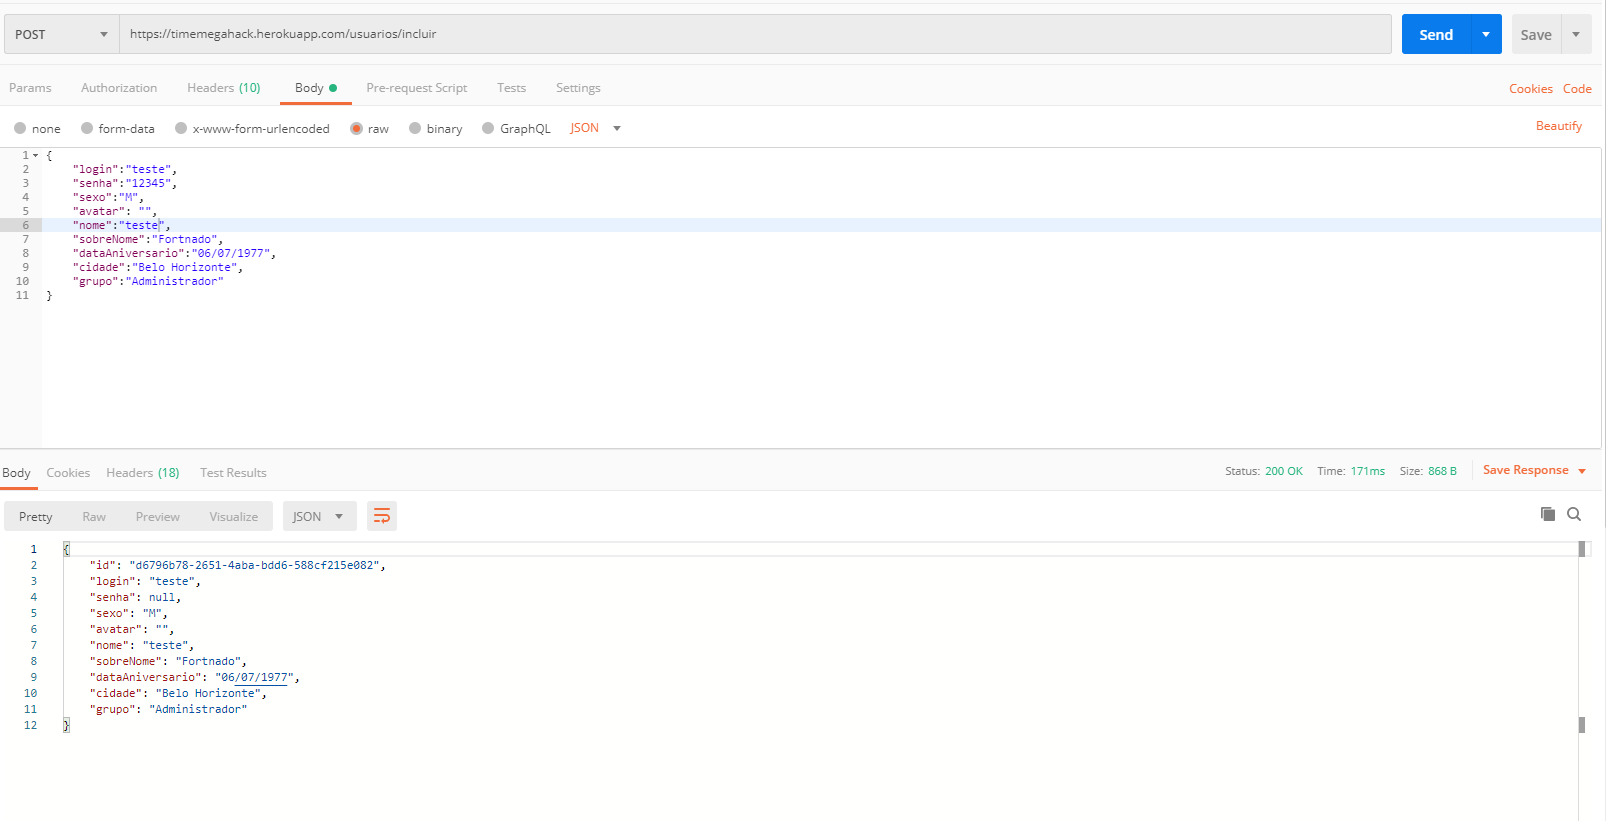 POST https://timemegahack.herokuapp.com/usuarios/incluir Send Save
Params Authorization Headers (10) Body Pre-request Script Tests Settings Cookies Code
none form-data x-www-form-urlencoded raw binary GraphQL JSON Beautify
1 {
2 "login":"teste",
3 "senha":"12345",
4 "sexo":"M",
5 "avatar": "",
6 "nome":"teste",
7 "sobreNome":"Fortnado",
8 "dataAniversario":"06/07/1977",
9 "cidade":"Belo Horizonte",
10 "grupo":"Administrador"
11 }
Body Cookies Headers (18) Test Results Status: 200 OK Time: 171ms Size: 868 B Save Response
Pretty Raw Preview Visualize JSON
1 {
2 "id": "d6796b78-2651-4aba-bdd6-588cf215e082",
3 "login": "teste",
4 "senha": null,
5 "sexo": "M",
6 "avatar": "",
7 "nome": "teste",
8 "sobreNome": "Fortnado",
9 "dataAniversario": "06/07/1977",
10 "cidade": "Belo Horizonte",
11 "grupo": "Administrador"
12 }